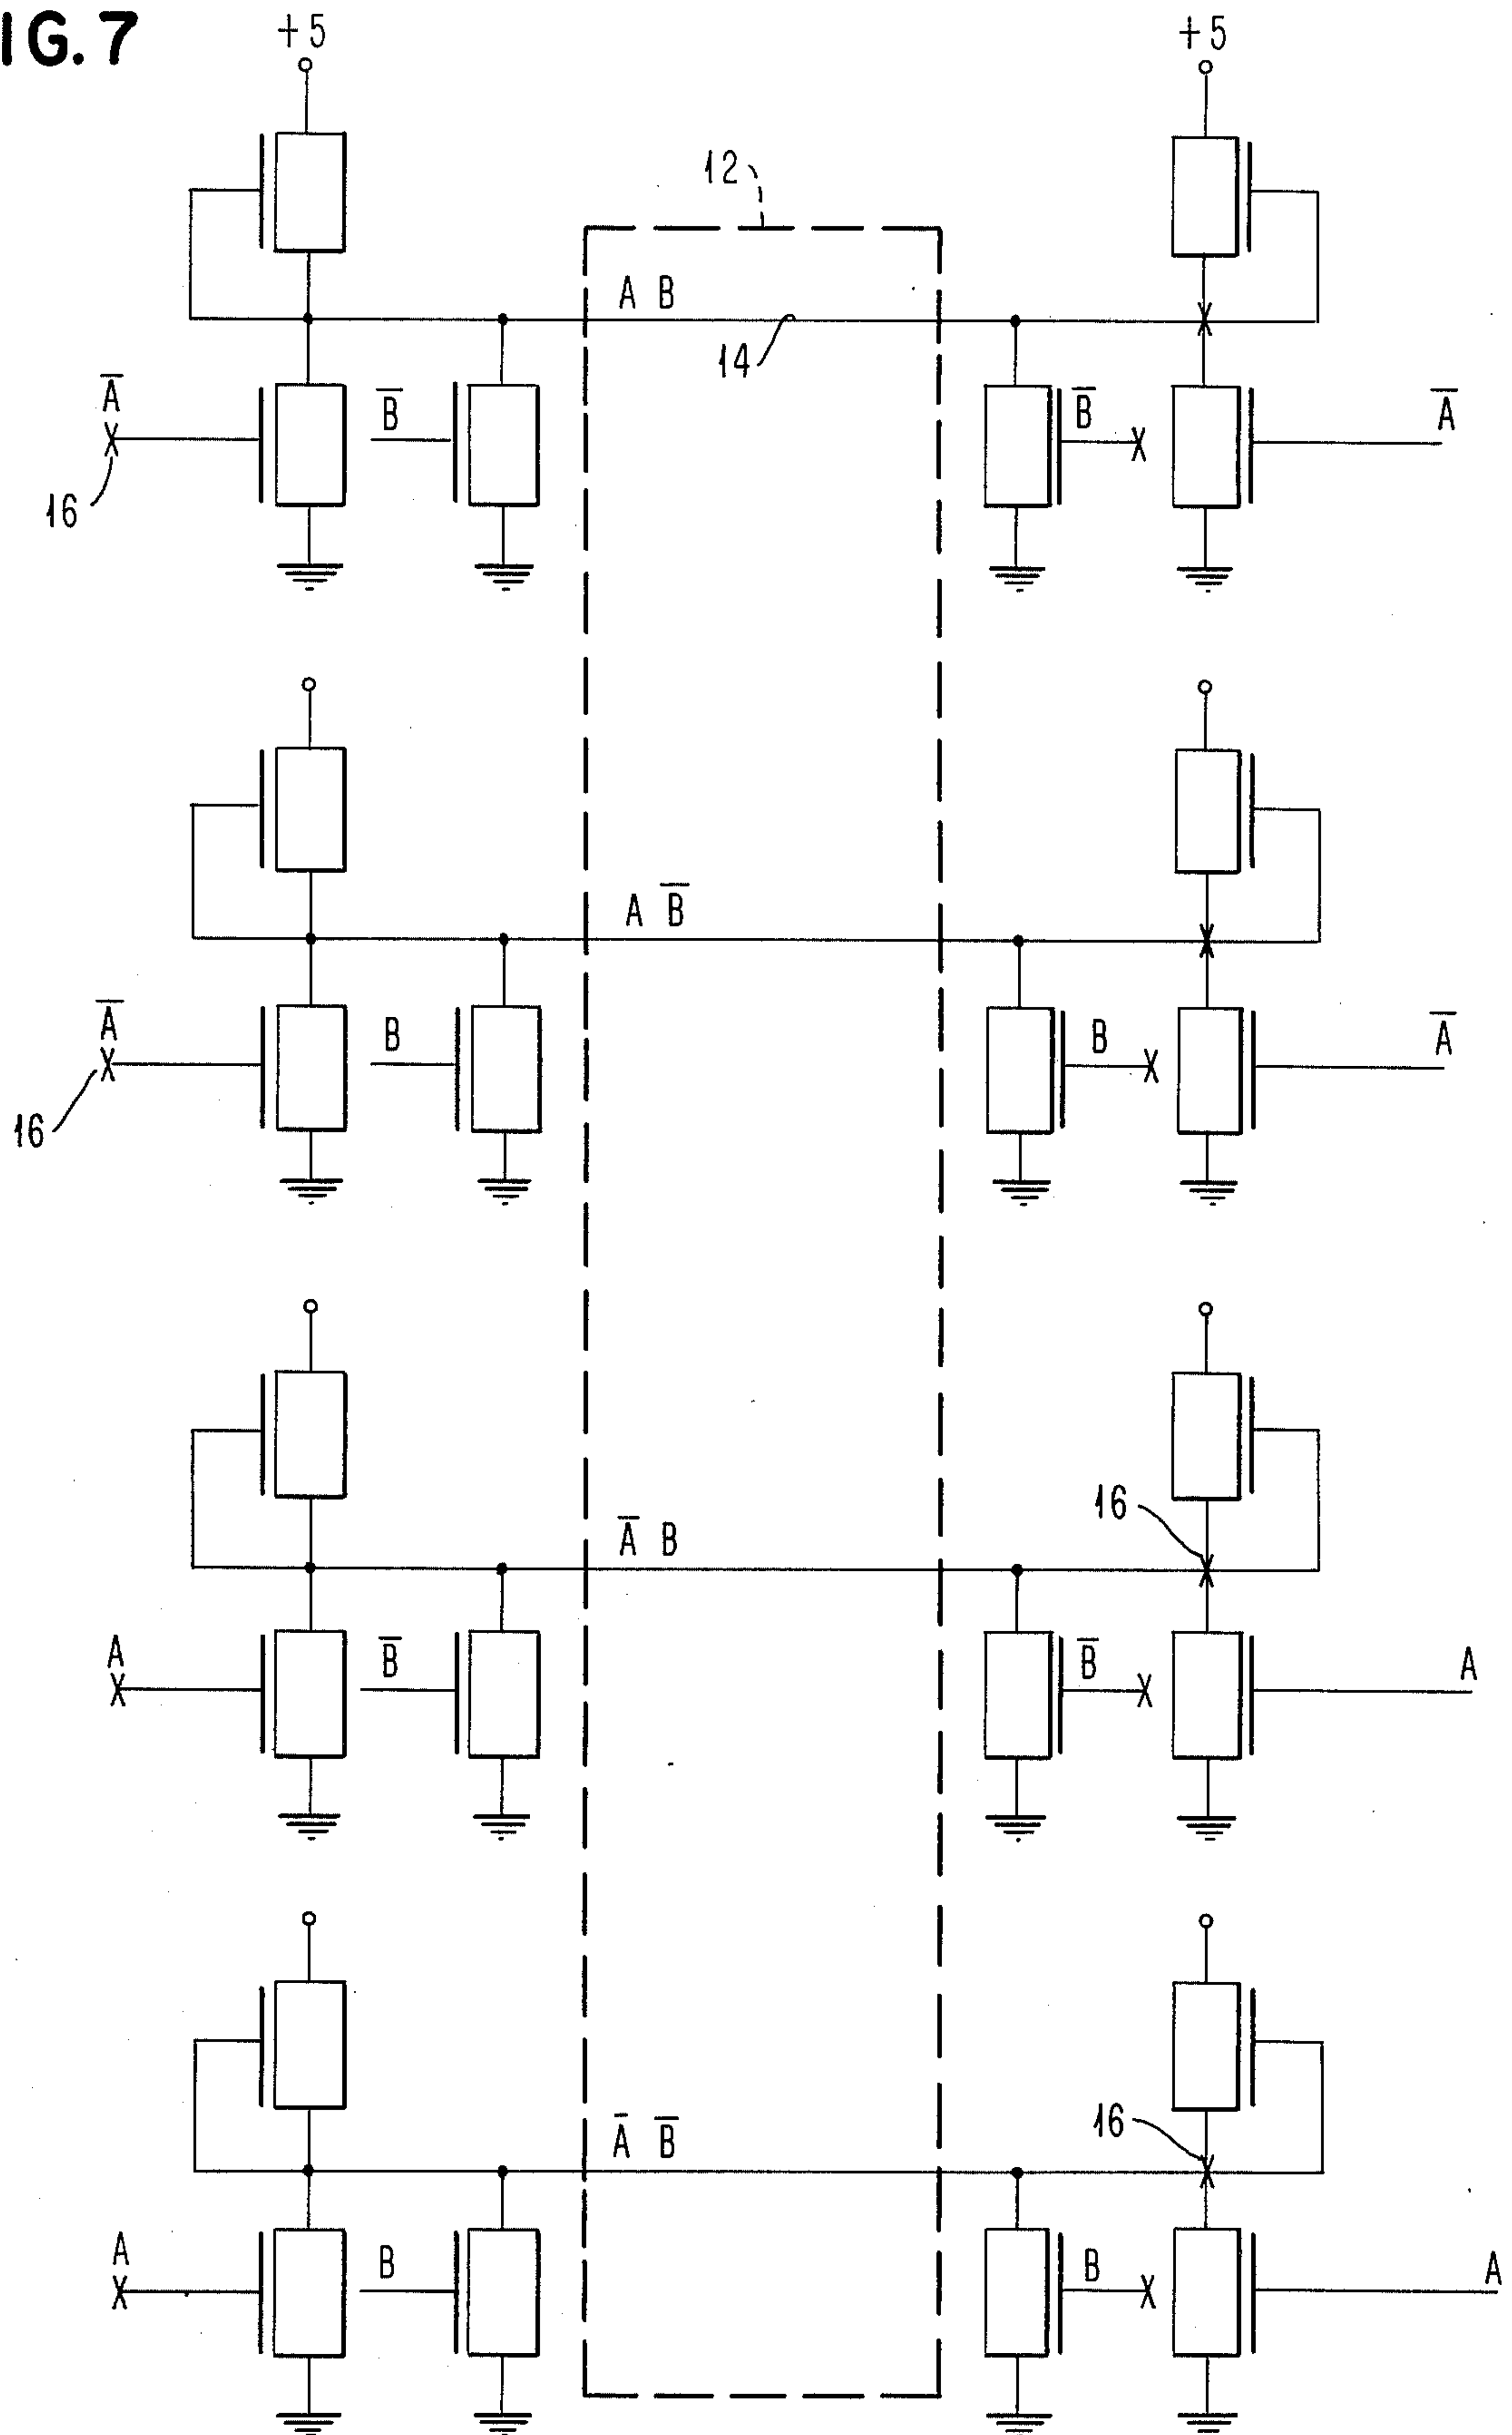 IG. 7
+5 +5
12
A B
14
A̅ B̅ B̅ A̅
16
A B̅
A̅ B B A̅
16
16
A̅ B
A B̅ B̅ A
16
A̅ B̅
A B B A